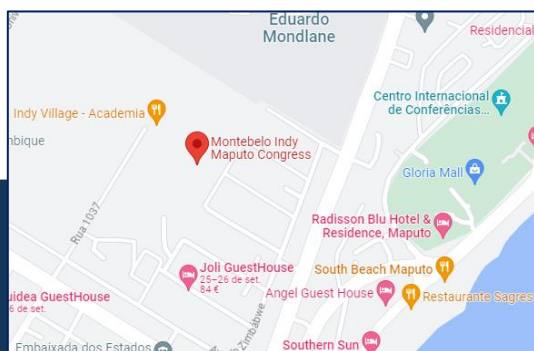 Eduardo
Mondlane
Residencial
Indy Village - Academia
Centro Internacional
de Conferências...
Montebelo Indy
Maputo Congress
Gloria Mall
Rua 1037
Radisson Blu Hotel &
Residence, Maputo
Joli GuestHouse
25–26 de set.
84 €
South Beach Maputo
GuestHouse
6 de set.
Angel Guest House
Restaurante Sagres
Zimbabwe
Southern Sun
Embaixada dos Estados